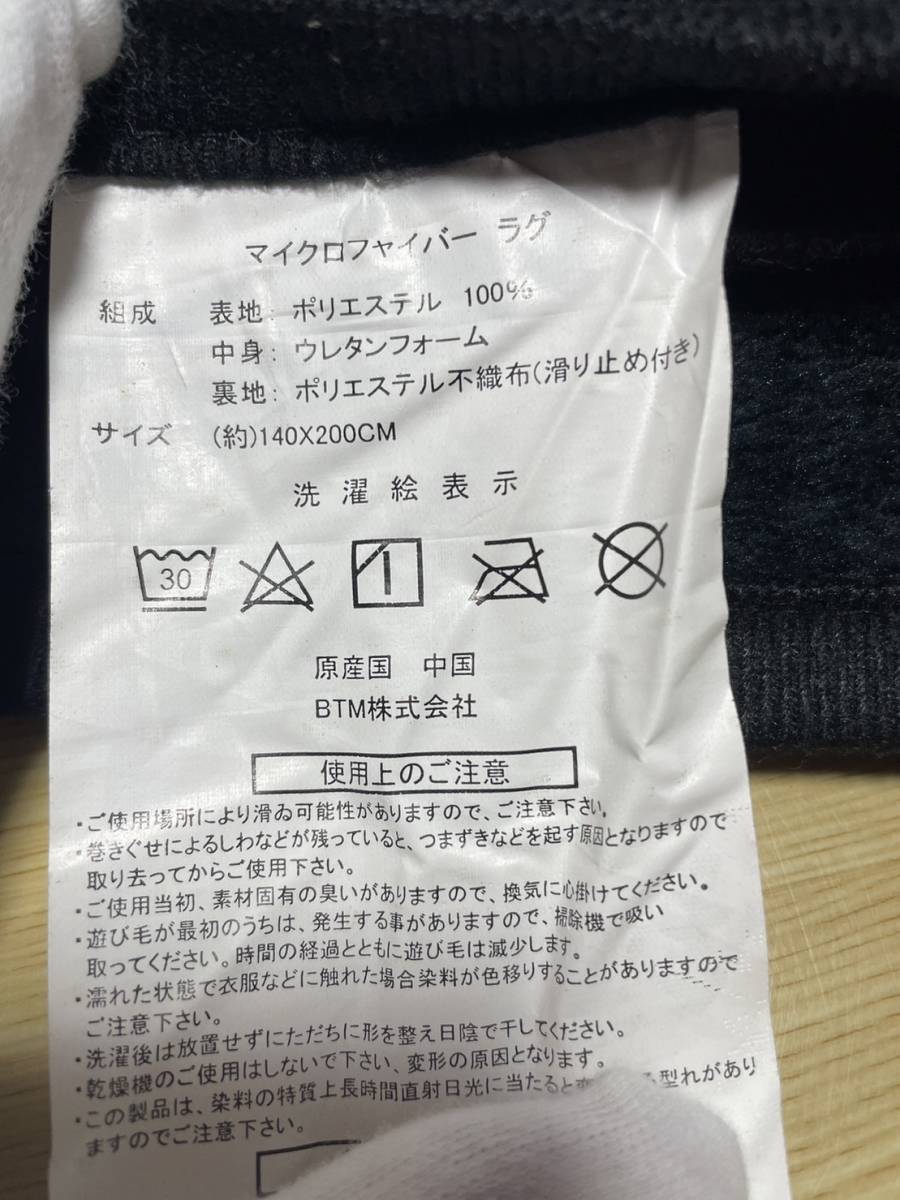 マイクロファイバー ラグ
組成 表地: ポリエステル 100%
中身: ウレタンフォーム
裏地: ポリエステル不織布(滑り止め付き)
サイズ (約)140X200CM
洗濯絵表示
30
原産国 中国
BTM株式会社
使用上のご注意
・ご使用場所により滑る可能性がありますので、ご注意下さい。
・巻きぐせによるしわなどが残っていると、つまずきなどを起す原因となりますので
取り去ってからご使用下さい。
・ご使用当初、素材固有の臭いがありますので、換気に心掛けてください。
・遊び毛が最初のうちは、発生する事がありますので、掃除機で吸い
取ってください。時間の経過とともに遊び毛は減少します。
・濡れた状態で衣服などに触れた場合染料が色移りすることがありますので
ご注意下さい。
・洗濯後は放置せずにただちに形を整え日陰で干してください。
・乾燥機のご使用はしないで下さい、変形の原因となります。
・この製品は、染料の特質上長時間直射日光に当たると 型れがあり
ますのでご注意下さい。